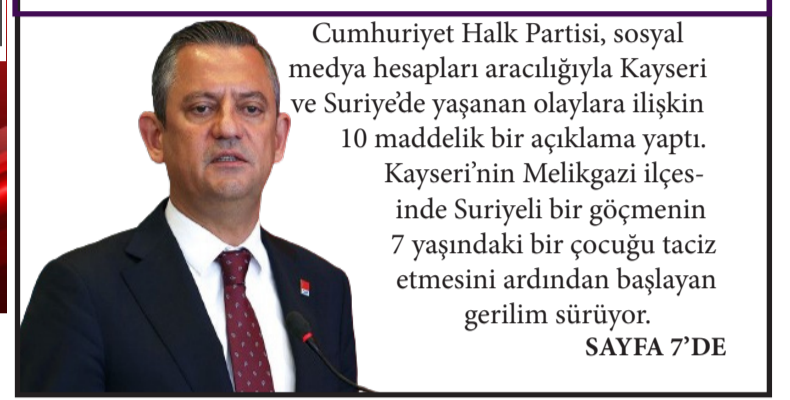 Cumhuriyet Halk Partisi, sosyal
medya hesapları aracılığıyla Kayseri
ve Suriye’de yaşanan olaylara ilişkin
10 maddelik bir açıklama yaptı.
Kayseri’nin Melikgazi ilçes-
inde Suriyeli bir göçmenin
7 yaşındaki bir çocuğu taciz
etmesini ardından başlayan
gerilim sürüyor.
SAYFA 7’DE